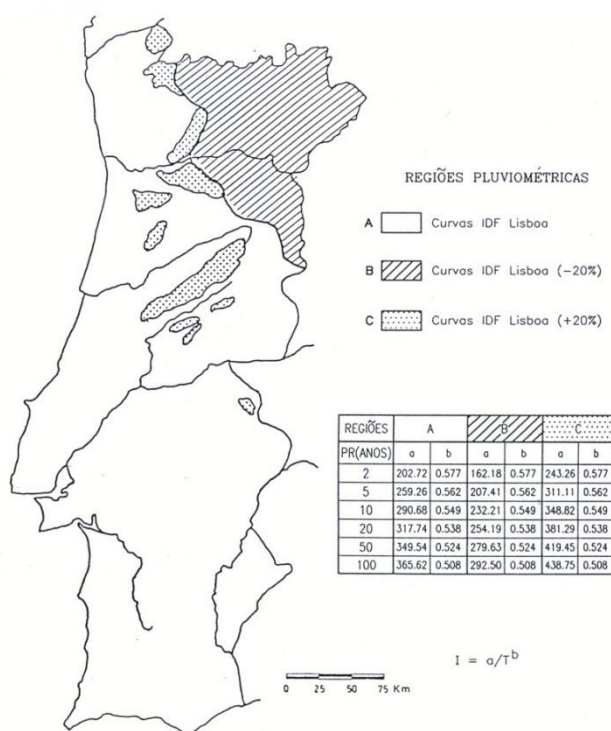 REGIÕES PLUVIOMÉTRICAS
A Curvas IDF Lisboa
B Curvas IDF Lisboa (-20%)
C Curvas IDF Lisboa (+20%)
REGIÕES A B C
PR(ANOS) a b a b a b
2 202.72 0.577 162.18 0.577 243.26 0.577
5 259.26 0.562 207.41 0.562 311.11 0.562
10 290.68 0.549 232.21 0.549 348.82 0.549
20 317.74 0.538 254.19 0.538 381.29 0.538
50 349.54 0.524 279.63 0.524 419.45 0.524
100 365.62 0.508 292.50 0.508 438.75 0.508
I = a/T^b
0 25 50 75 Km